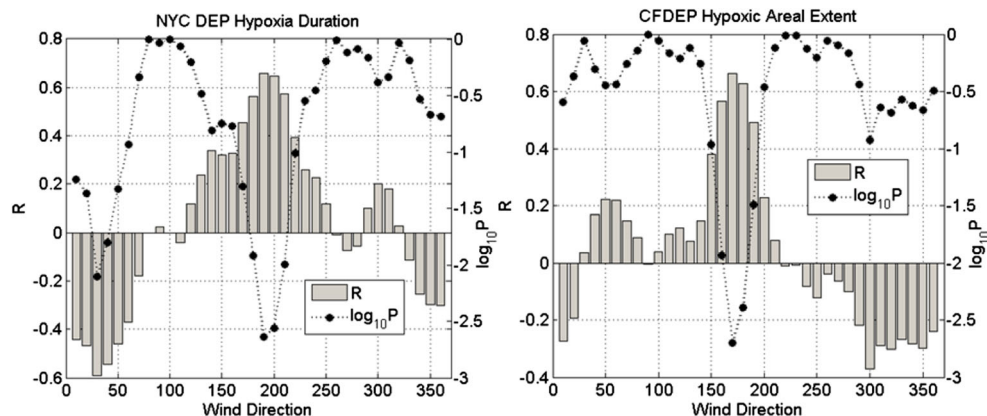 NYC DEP Hypoxia Duration
0.8
0.6
0.4
0.2
0
-0.2
-0.4
-0.6
R
0
-0.5
-1
-1.5
-2
-2.5
-3
log10P
R
log10P
0 50 100 150 200 250 300 350
Wind Direction
CFDEP Hypoxic Areal Extent
0.8
0.6
0.4
0.2
0
-0.2
-0.4
R
0
-0.5
-1
-1.5
-2
-2.5
-3
log10P
R
log10P
0 50 100 150 200 250 300 350
Wind Direction